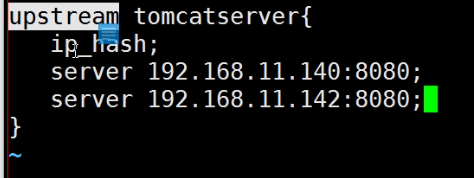 upstream tomcatserver{
ip_hash;
server 192.168.11.140:8080;
server 192.168.11.142:8080;
}
~